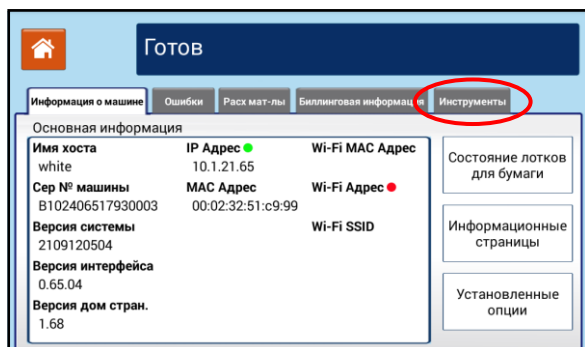 Готов
Информация о машине Ошибки Расх мат-лы Биллинговая информация Инструменты
Основная информация
Имя хоста IP Адрес Wi-Fi MAC Адрес
white 10.1.21.65
Сер № машины MAC Адрес Wi-Fi Адрес
B102406517930003 00:02:32:51:c9:99
Версия системы Wi-Fi SSID
2109120504
Версия интерфейса
0.65.04
Версия дом стран.
1.68
Состояние лотков
для бумаги
Информационные
страницы
Установленные
опции